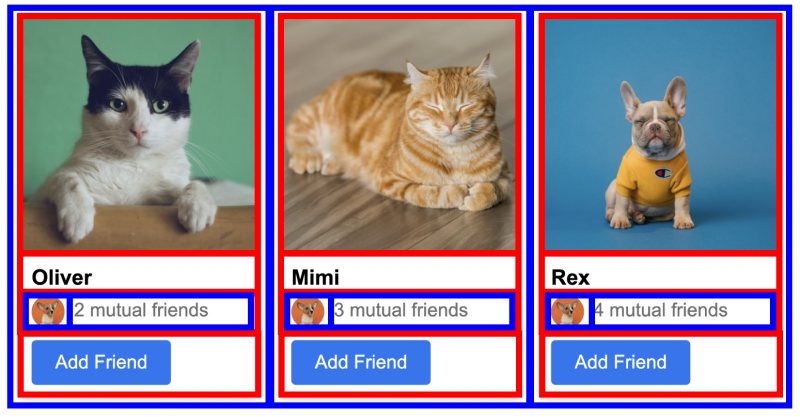 Oliver
2 mutual friends
Add Friend
Mimi
3 mutual friends
Add Friend
Rex
4 mutual friends
Add Friend